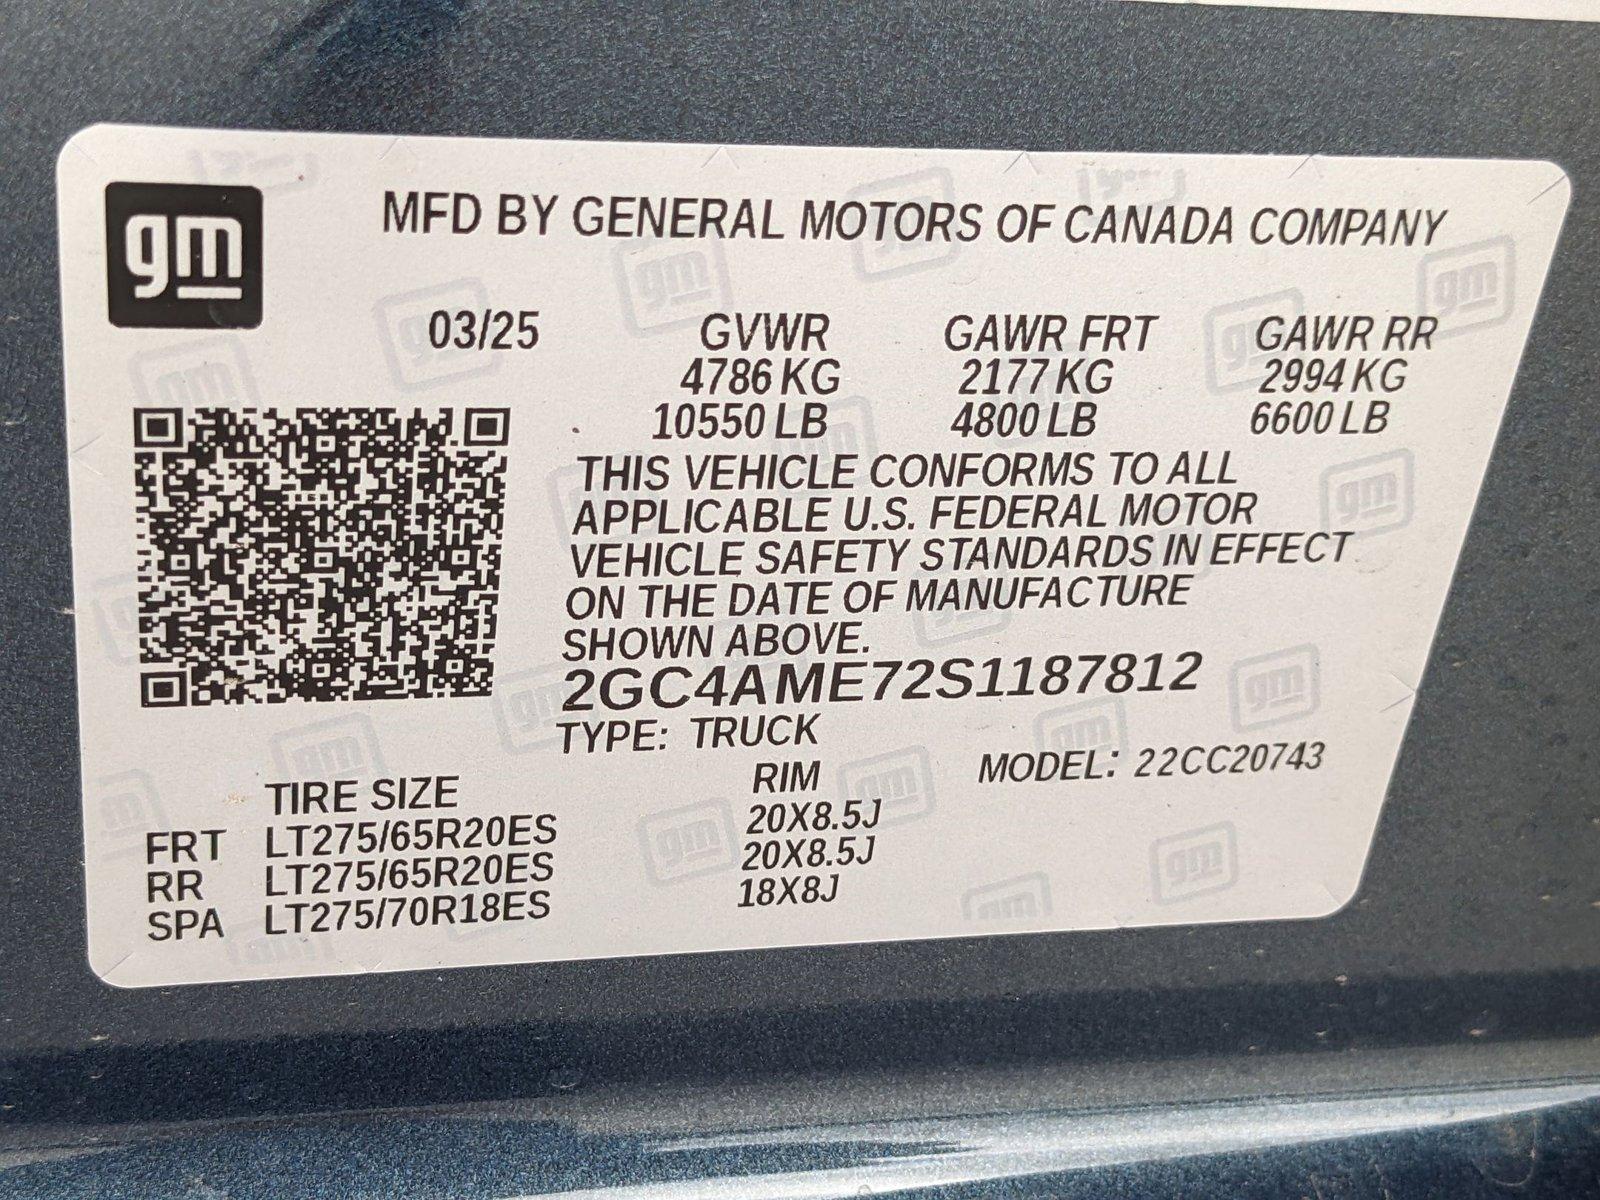 gm
MFD BY GENERAL MOTORS OF CANADA COMPANY
03/25 GVWR GAWR FRT GAWR RR
4786 KG 2177 KG 2994 KG
10550 LB 4800 LB 6600 LB
THIS VEHICLE CONFORMS TO ALL
APPLICABLE U.S. FEDERAL MOTOR
VEHICLE SAFETY STANDARDS IN EFFECT
ON THE DATE OF MANUFACTURE
SHOWN ABOVE.
2GC4AME72S1187812
TYPE: TRUCK
MODEL: 22CC20743
TIRE SIZE RIM
FRT LT275/65R20ES 20X8.5J
RR LT275/65R20ES 20X8.5J
SPA LT275/70R18ES 18X8J